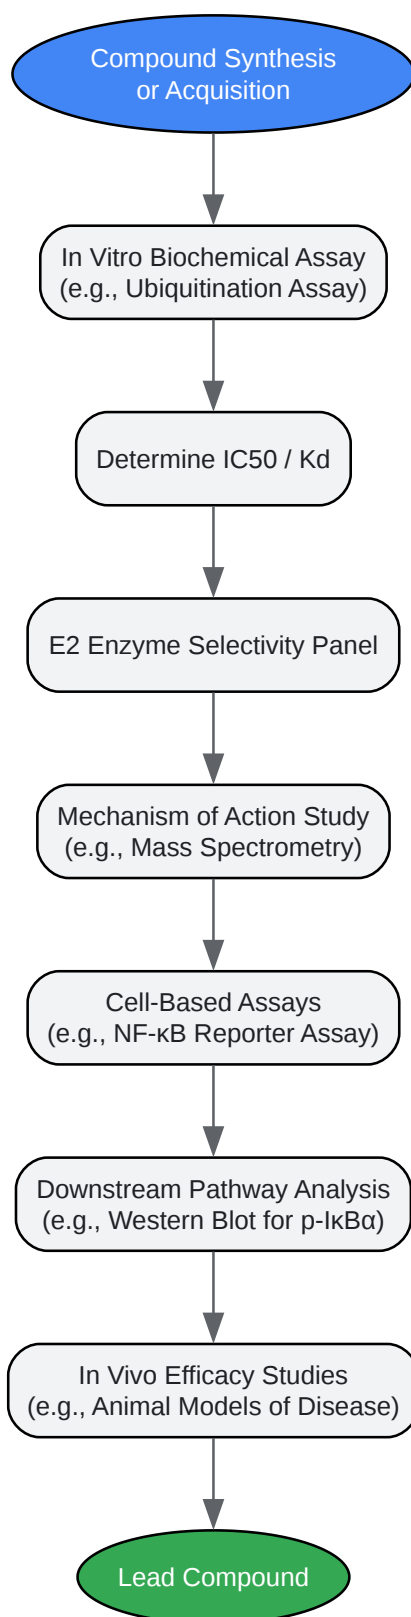 Compound Synthesis
or Acquisition
In Vitro Biochemical Assay
(e.g., Ubiquitination Assay)
Determine IC50 / Kd
E2 Enzyme Selectivity Panel
Mechanism of Action Study
(e.g., Mass Spectrometry)
Cell-Based Assays
(e.g., NF-κB Reporter Assay)
Downstream Pathway Analysis
(e.g., Western Blot for p-IκBα)
In Vivo Efficacy Studies
(e.g., Animal Models of Disease)
Lead Compound